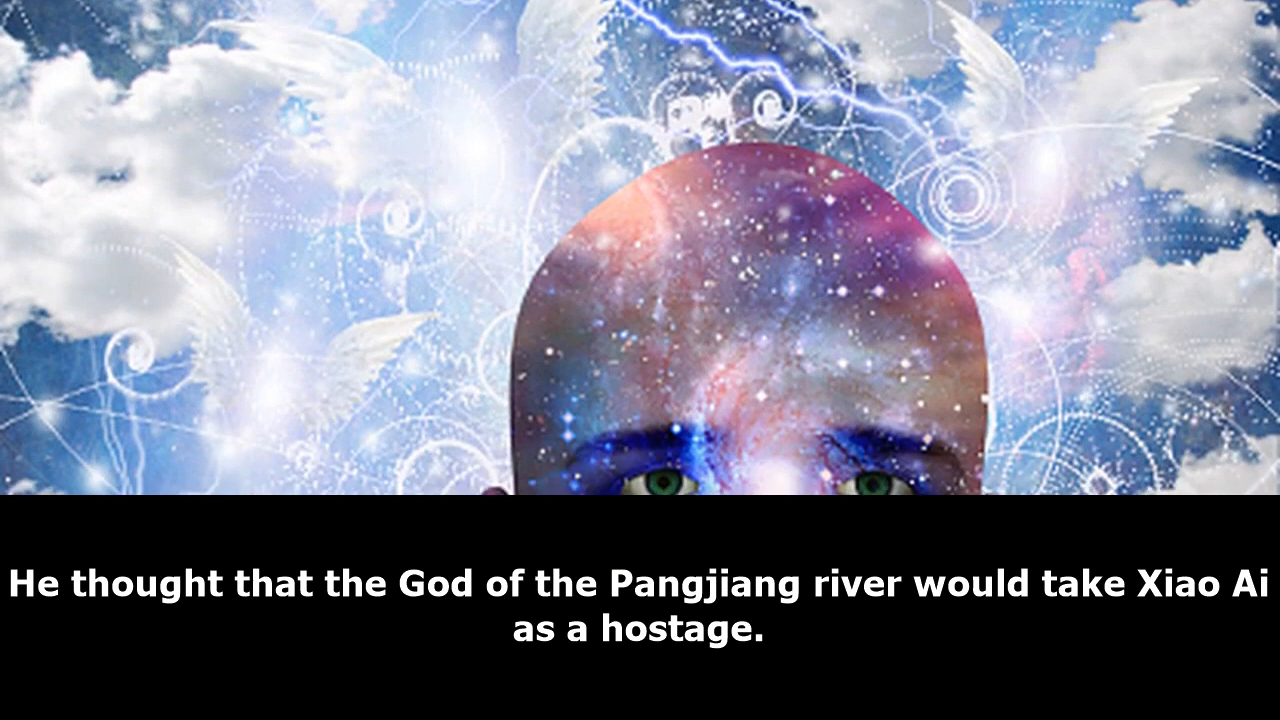 He thought that the God of the Pangjiang river would take Xiao Ai
as a hostage.